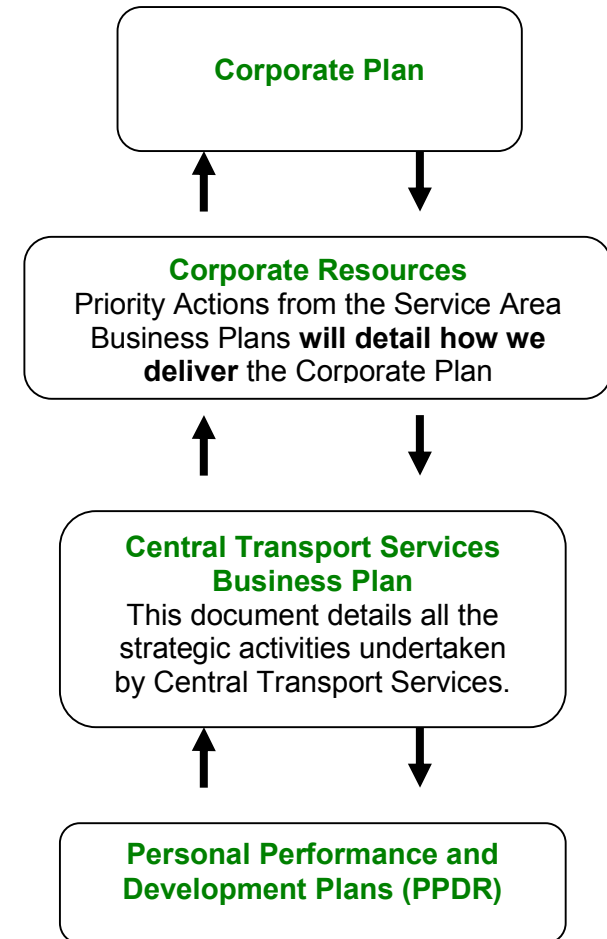 Corporate Plan
Corporate Resources
Priority Actions from the Service Area
Business Plans will detail how we
deliver the Corporate Plan
Central Transport Services
Business Plan
This document details all the
strategic activities undertaken
by Central Transport Services.
Personal Performance and
Development Plans (PPDR)